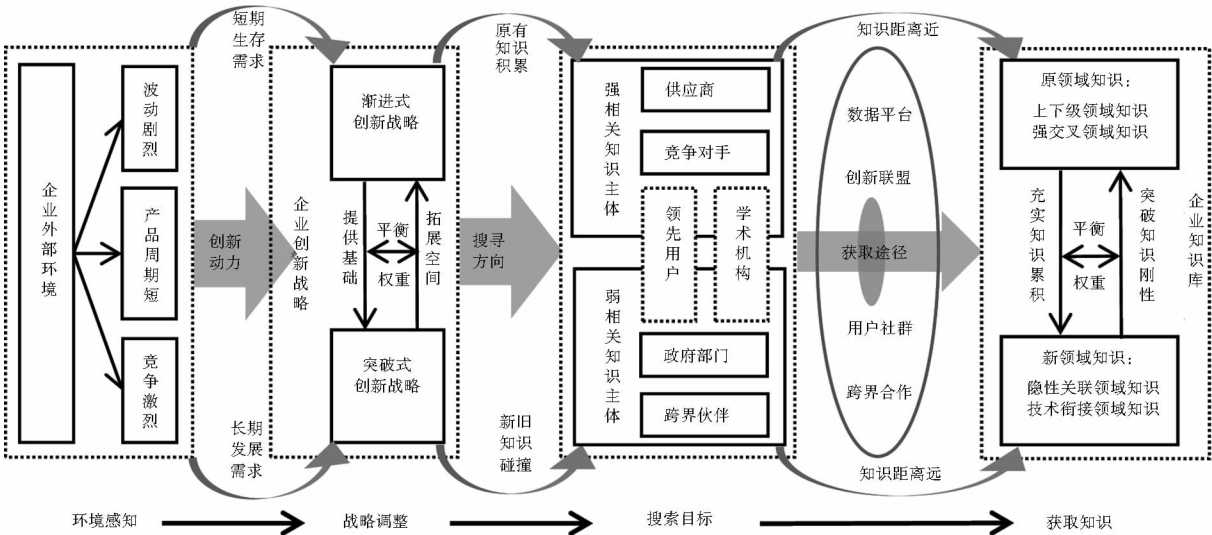 短期
生存
需求
原有
知识
积累
知识距离近
企业外部环境
波动剧烈
产品周期短
竞争激烈
创新
动力
长期
发展
需求
企业创新战略
渐进式
创新战略
提供基础
平衡
权重
拓展空间
突破式
创新战略
搜寻
方向
新旧
知识
碰撞
强相关知识主体
供应商
竞争对手
领先用户
学术机构
弱相关知识主体
政府部门
跨界伙伴
数据平台
创新联盟
获取途径
用户社群
跨界合作
知识距离远
原领域知识：
上下级领域知识
强交叉领域知识
充实知识累积
平衡
权重
突破知识刚性
企业知识库
新领域知识：
隐性关联领域知识
技术衔接领域知识
环境感知
战略调整
搜索目标
获取知识